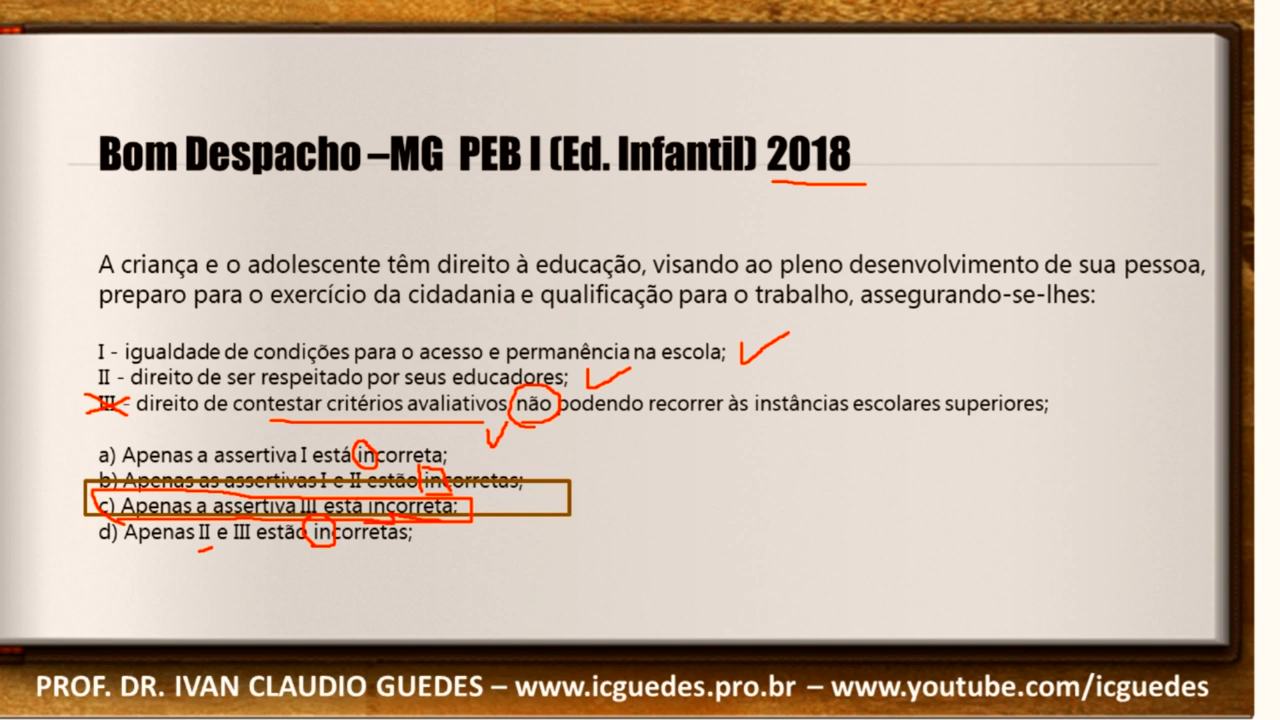 Bom Despacho –MG PEB I (Ed. Infantil) 2018
A criança e o adolescente têm direito à educação, visando ao pleno desenvolvimento de sua pessoa,
preparo para o exercício da cidadania e qualificação para o trabalho, assegurando-se-lhes:
I - igualdade de condições para o acesso e permanência na escola;
II - direito de ser respeitado por seus educadores;
III - direito de contestar critérios avaliativos, não podendo recorrer às instâncias escolares superiores;
a) Apenas a assertiva I está incorreta;
b) Apenas as assertivas I e II estão incorretas;
c) Apenas a assertiva III está incorreta;
d) Apenas II e III estão incorretas;
PROF. DR. IVAN CLAUDIO GUEDES – www.icguedes.pro.br – www.youtube.com/icguedes